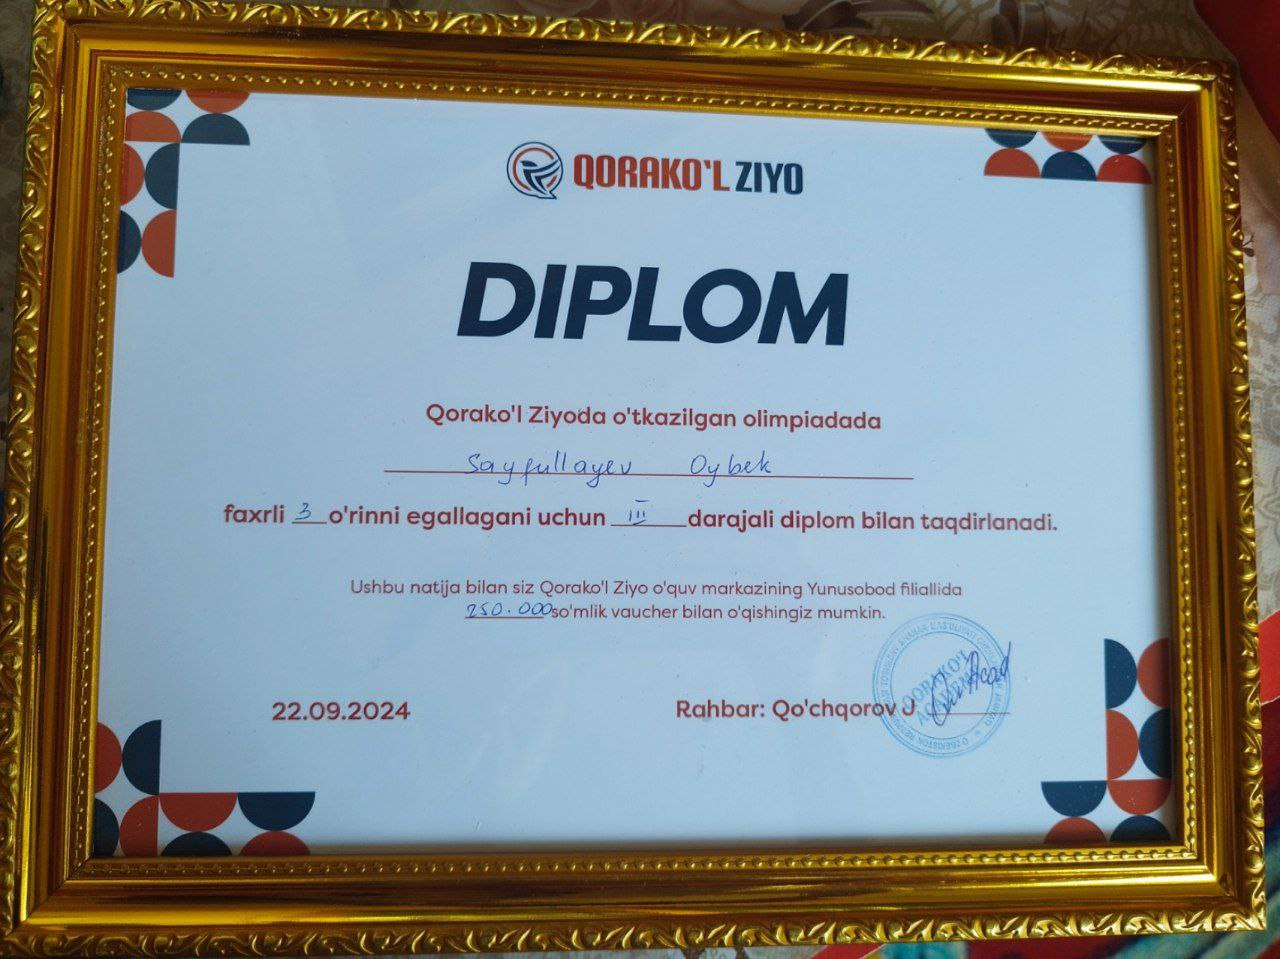 QORAKO'L ZIYO
DIPLOM
Qorako'l Ziyoda o'tkazilgan olimpiadada
Sayfullayev Oybek
faxrli 3 o'rinni egallagani uchun III darajali diplom bilan taqdirlanadi.
Ushbu natija bilan siz Qorako'l Ziyo o'quv markazining Yunusobod filiallida
250.000 so'mlik vaucher bilan o'qishingiz mumkin.
22.09.2024
Rahbar: Qo'chqorov J
QORAKO'L